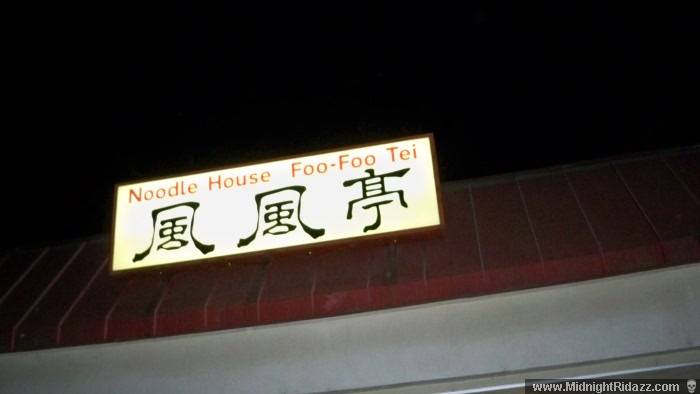 Noodle House Foo-Foo Tei
風風亭
www.MidnightRidazz.com